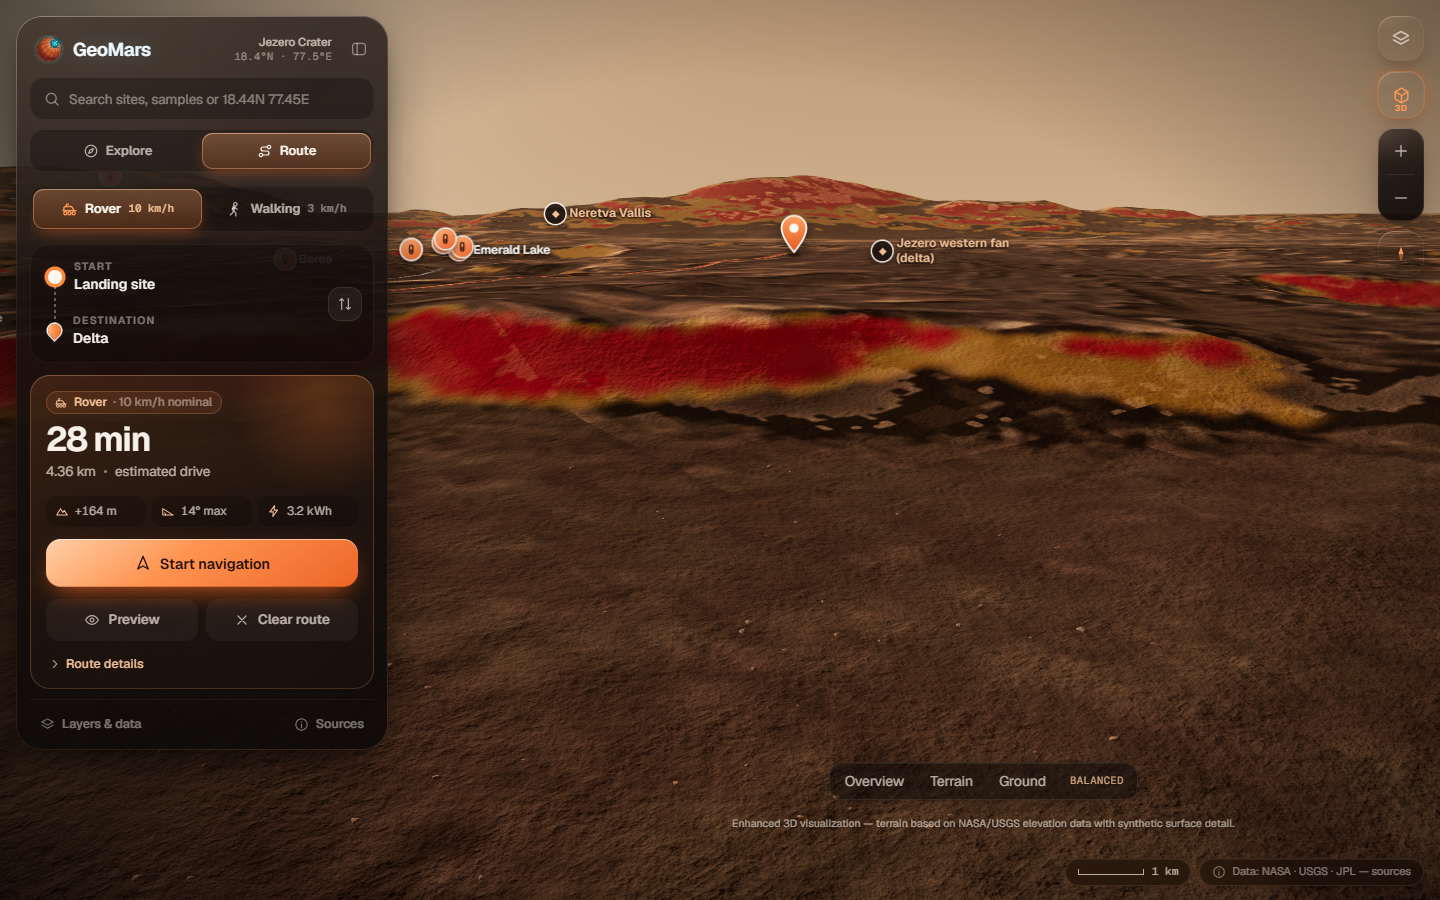 GeoMars
Jezero Crater
18.4°N · 77.5°E
Search sites, samples or 18.44N 77.45E
Explore
Route
Rover 10 km/h
Walking 3 km/h
Berea
START
Landing site
DESTINATION
Delta
Rover · 10 km/h nominal
28 min
4.36 km · estimated drive
+164 m
14° max
3.2 kWh
Start navigation
Preview
Clear route
Route details
Layers & data
Sources
Neretva Vallis
Emerald Lake
Jezero western fan
(delta)
3D
Overview
Terrain
Ground
BALANCED
Enhanced 3D visualization — terrain based on NASA/USGS elevation data with synthetic surface detail.
1 km
Data: NASA · USGS · JPL — sources